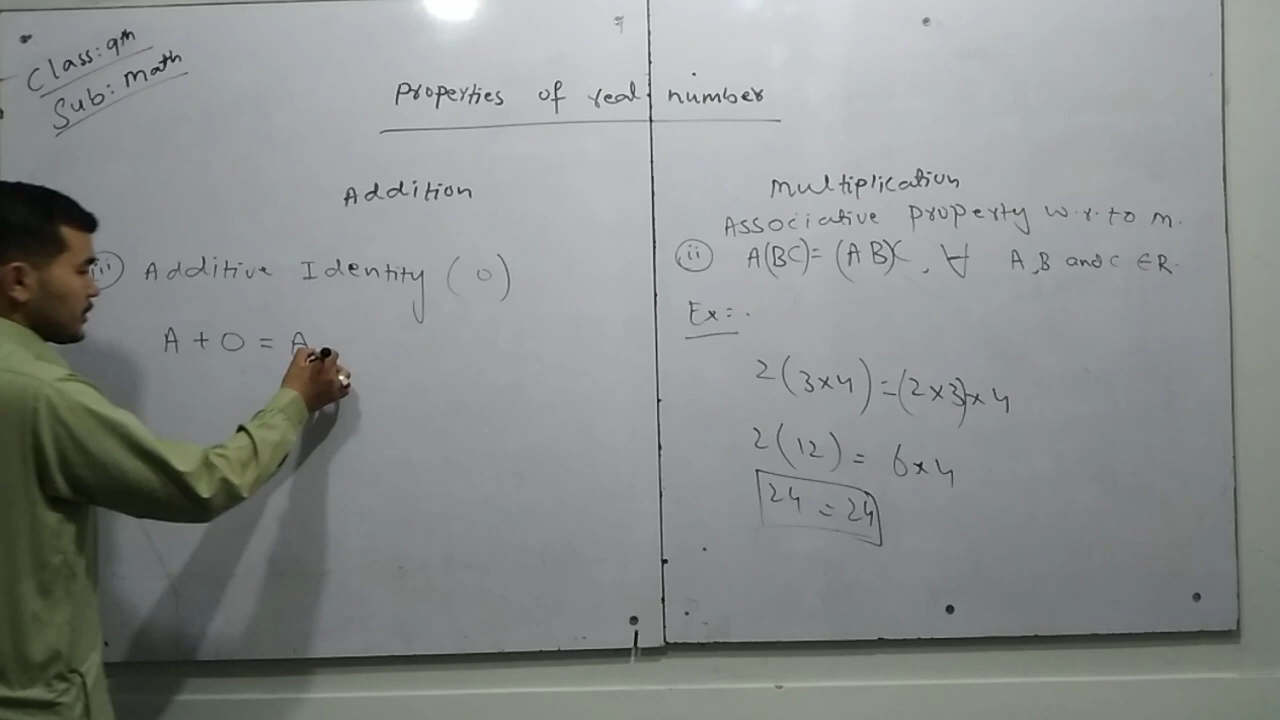 Class: 9th
Sub: Math
Properties of real number
Addition
ii) Additive Identity (0)
A + 0 = A
Multiplication
Associative property w.r.to m.
(ii) A(BC) = (AB)C, ∀ A,B and C ∈ R.
Ex:-
2(3×4) = (2×3)×4
2(12) = 6×4
24 = 24